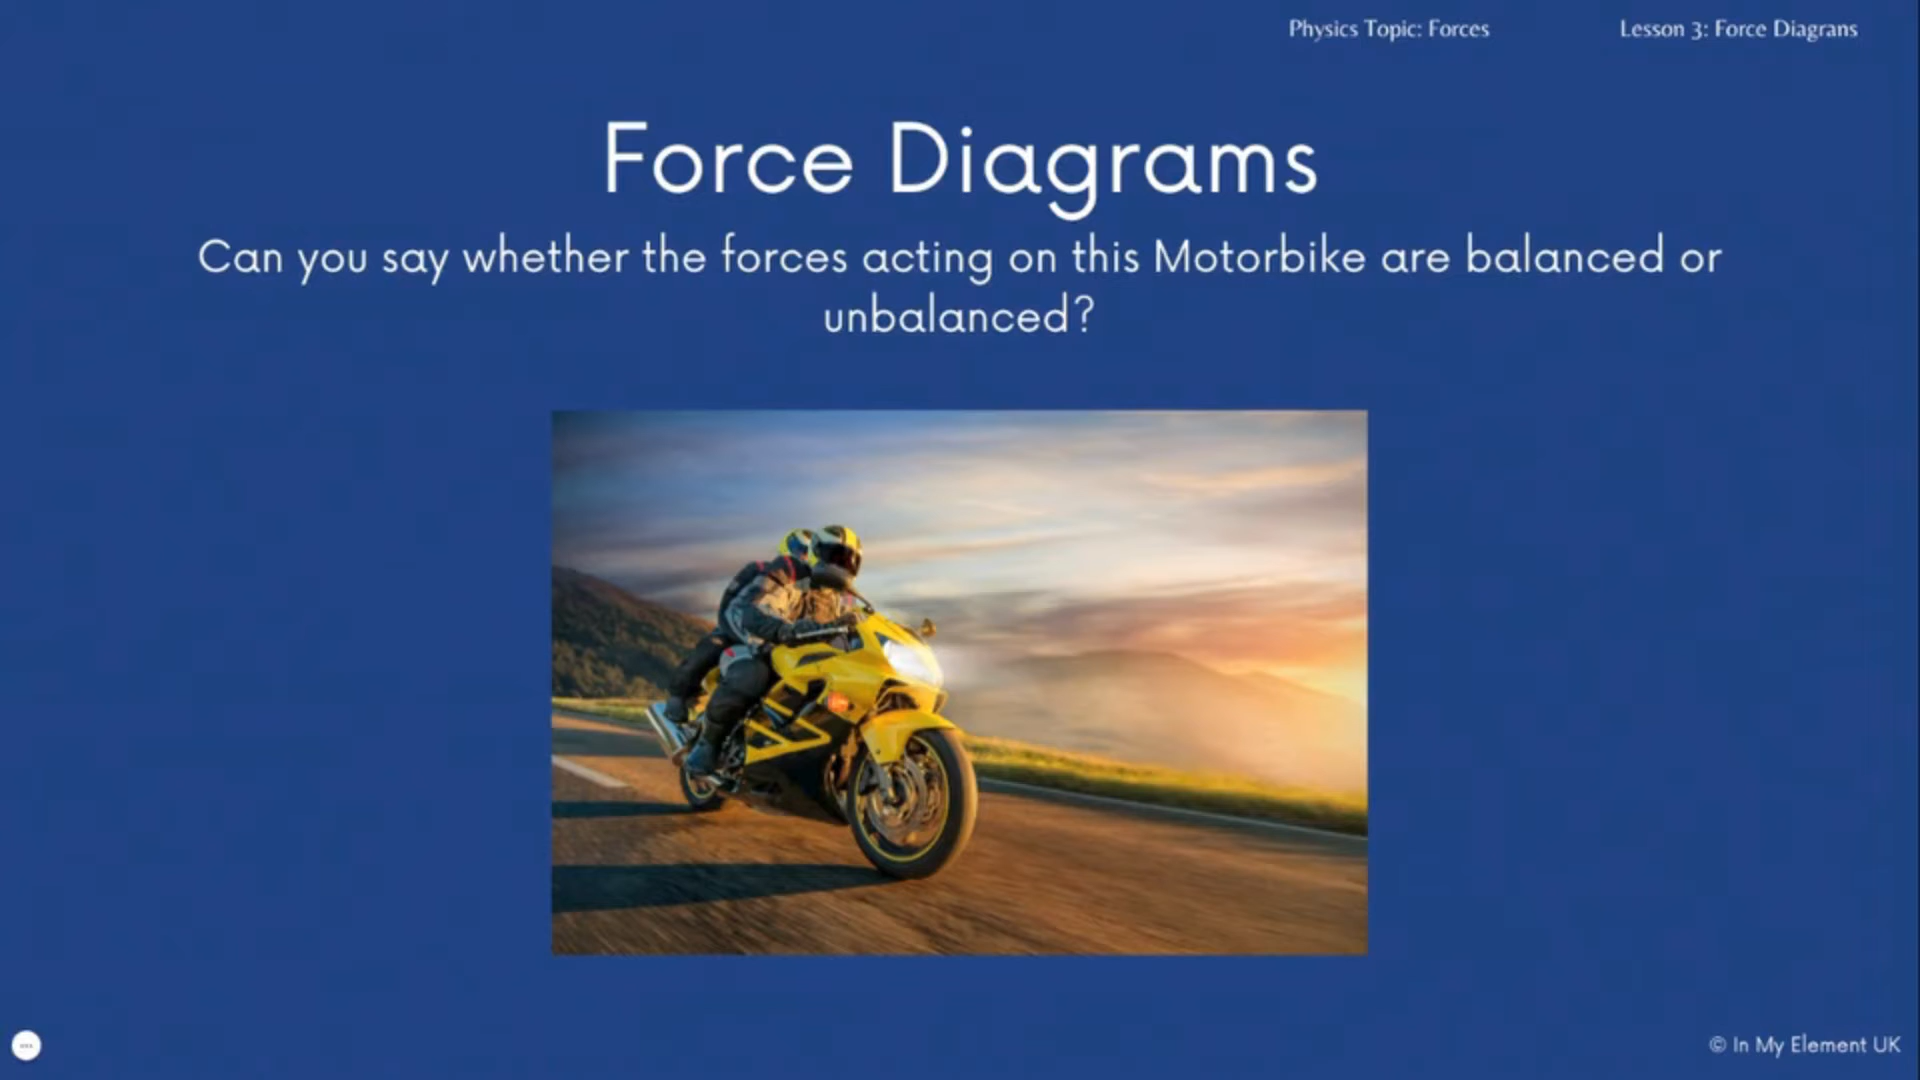 Physics Topic: Forces
Lesson 3: Force Diagrans
Force Diagrams
Can you say whether the forces acting on this Motorbike are balanced or
unbalanced?
© In My Element UK